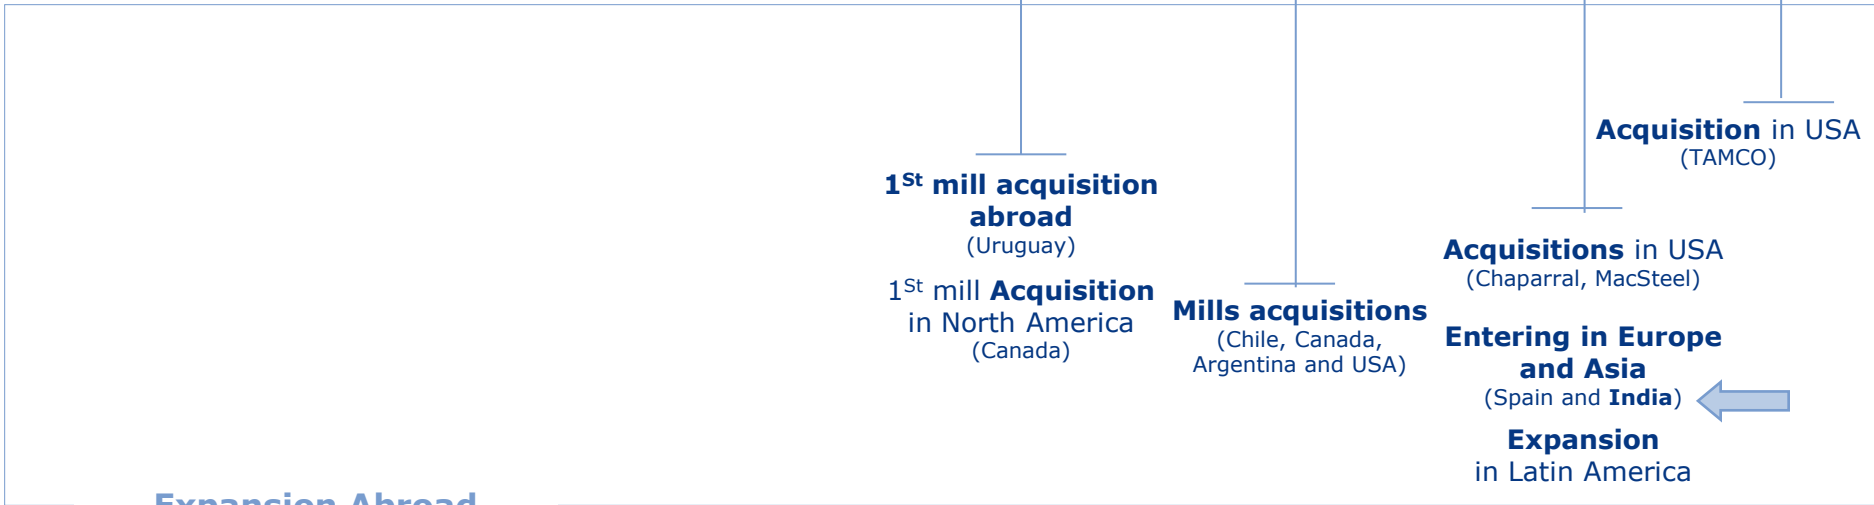 1St mill acquisition
abroad
(Uruguay)
1St mill Acquisition
in North America
(Canada)
Mills acquisitions
(Chile, Canada,
Argentina and USA)
Acquisitions in USA
(Chaparral, MacSteel)
Entering in Europe
and Asia
(Spain and India)
Expansion
in Latin America
Acquisition in USA
(TAMCO)
Expansion Abroad